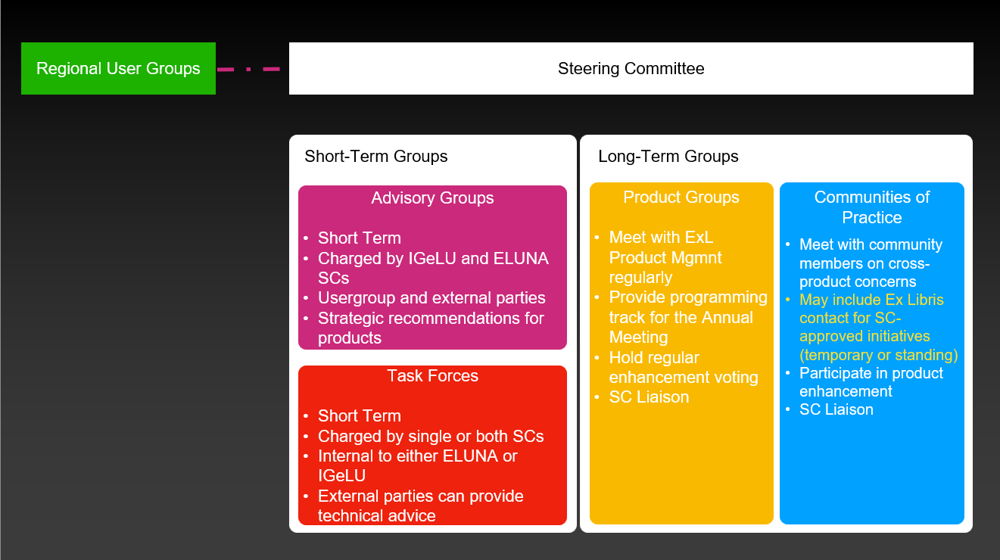 Regional User Groups
Steering Committee
Short-Term Groups
Advisory Groups
• Short Term
• Charged by IGeLU and ELUNA
SCs
• Usergroup and external parties
• Strategic recommendations for
products
Task Forces
• Short Term
• Charged by single or both SCs
• Internal to either ELUNA or
IGeLU
• External parties can provide
technical advice
Long-Term Groups
Product Groups
• Meet with ExL
Product Mgmnt
regularly
• Provide programming
track for the Annual
Meeting
• Hold regular
enhancement voting
• SC Liaison
Communities of
Practice
• Meet with community
members on cross-
product concerns
• May include Ex Libris
contact for SC-
approved initiatives
(temporary or standing)
• Participate in product
enhancement
• SC Liaison